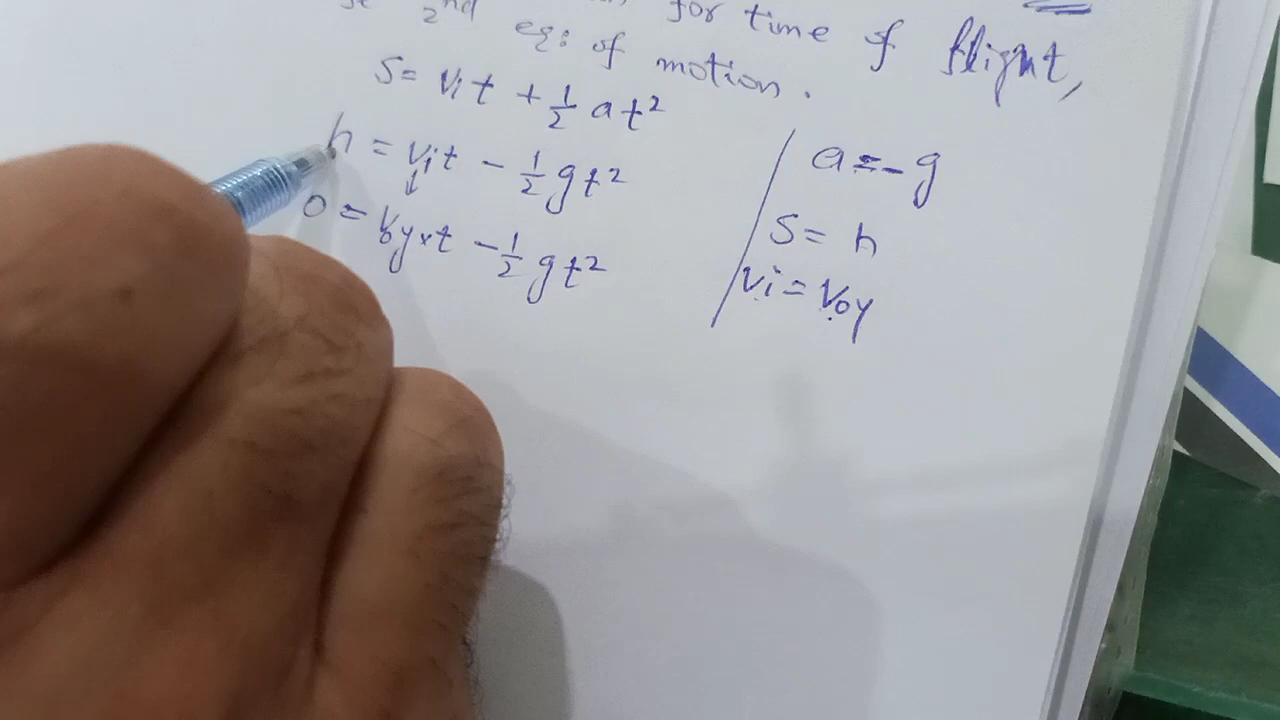 2nd for time of flight,
eq: of motion.
S= Vit + 1/2 at²
h = Vit - 1/2 gt²
0 = Voy×t - 1/2 gt²
a = -g
S = h
Vi = Voy